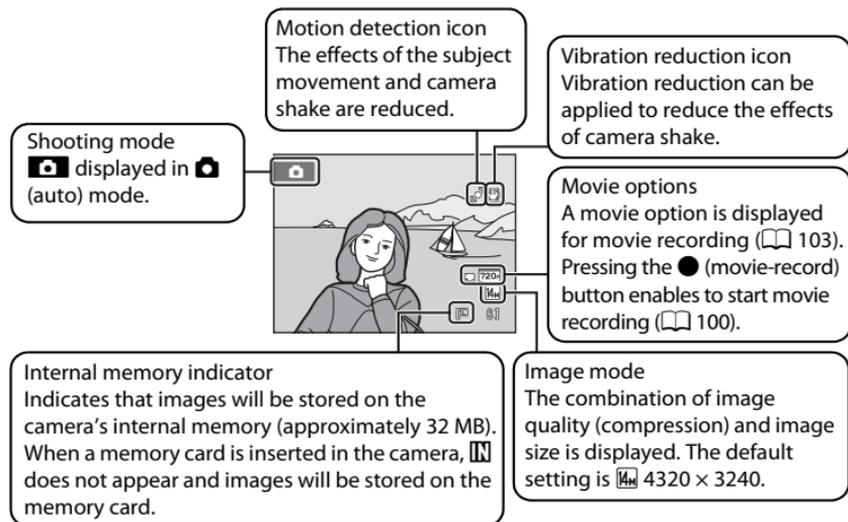 Motion detection icon
The effects of the subject
movement and camera
shake are reduced.
Vibration reduction icon
Vibration reduction can be
applied to reduce the effects
of camera shake.
Shooting mode
displayed in
(auto) mode.
Movie options
A movie option is displayed
for movie recording ( 103).
Pressing the ● (movie-record)
button enables to start movie
recording ( 100).
720
14M
IN 8]
Internal memory indicator
Indicates that images will be stored on the
camera's internal memory (approximately 32 MB).
When a memory card is inserted in the camera, IN
does not appear and images will be stored on the
memory card.
Image mode
The combination of image
quality (compression) and image
size is displayed. The default
setting is 14M 4320 × 3240.